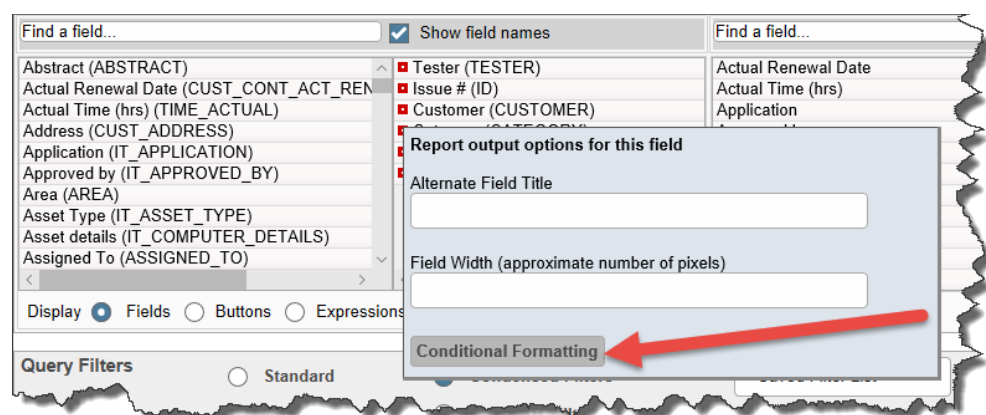 Find a field...
Show field names
Find a field...
Abstract (ABSTRACT)
Actual Renewal Date (CUST_CONT_ACT_REN
Actual Time (hrs) (TIME_ACTUAL)
Address (CUST_ADDRESS)
Application (IT_APPLICATION)
Approved by (IT_APPROVED_BY)
Area (AREA)
Asset Type (IT_ASSET_TYPE)
Asset details (IT_COMPUTER_DETAILS)
Assigned To (ASSIGNED_TO)
Tester (TESTER)
Issue # (ID)
Customer (CUSTOMER)
Actual Renewal Date
Actual Time (hrs)
Application
Report output options for this field
Alternate Field Title
Field Width (approximate number of pixels)
Conditional Formatting
Display Fields Buttons Expressions
Query Filters
Standard